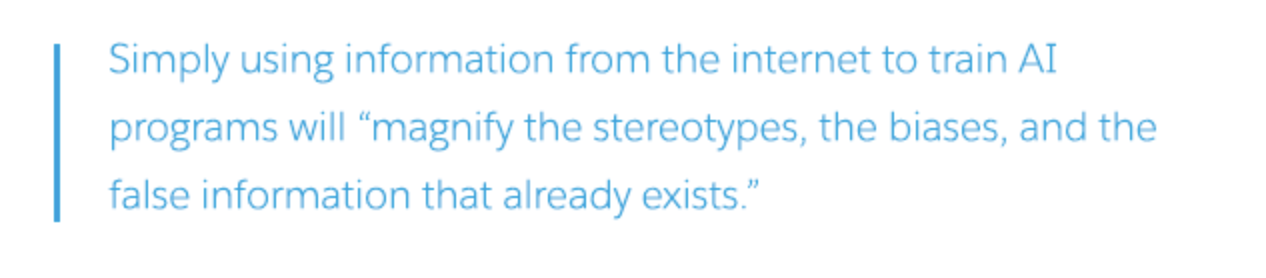 Simply using information from the internet to train AI
programs will “magnify the stereotypes, the biases, and the
false information that already exists.”